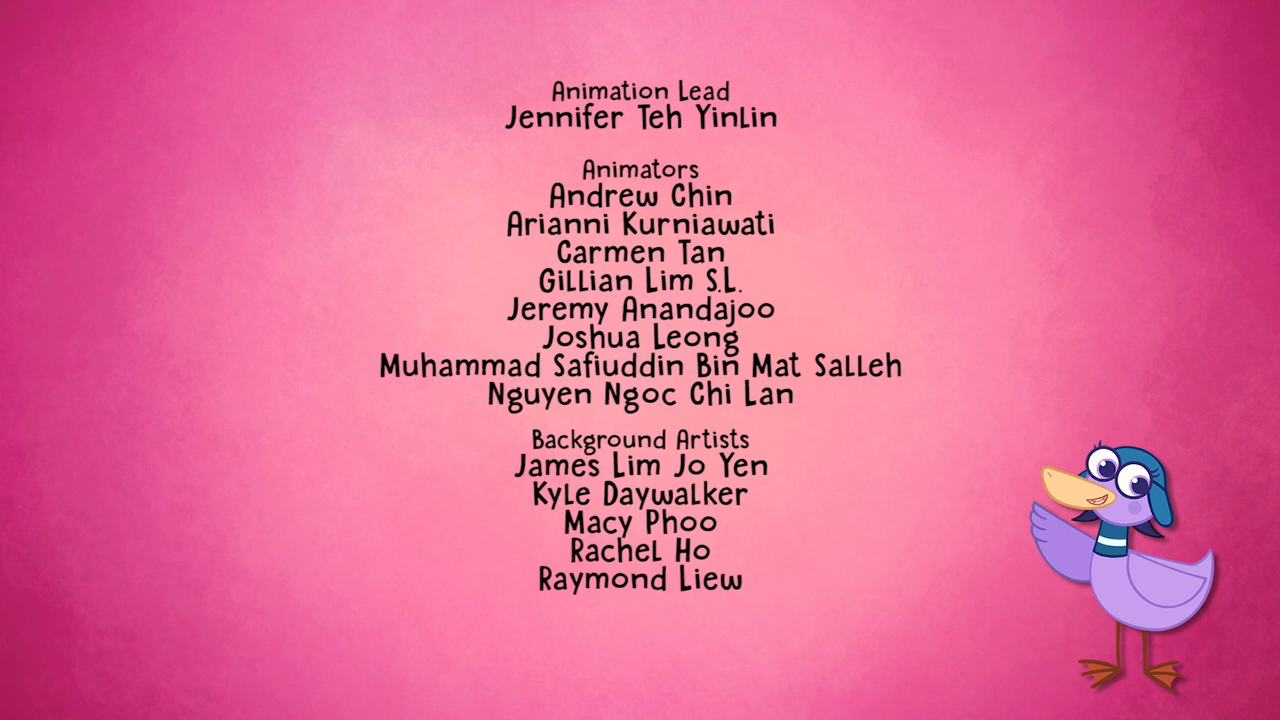 Animation Lead
Jennifer Teh Yinlin
Animators
Andrew Chin
Arianni Kurniawati
Carmen Tan
Gillian Lim S.L.
Jeremy Anandajoo
Joshua Leong
Muhammad Safiuddin Bin Mat Salleh
Nguyen Ngoc Chi Lan
Background Artists
James Lim Jo Yen
Kyle Daywalker
Macy Phoo
Rachel Ho
Raymond Liew